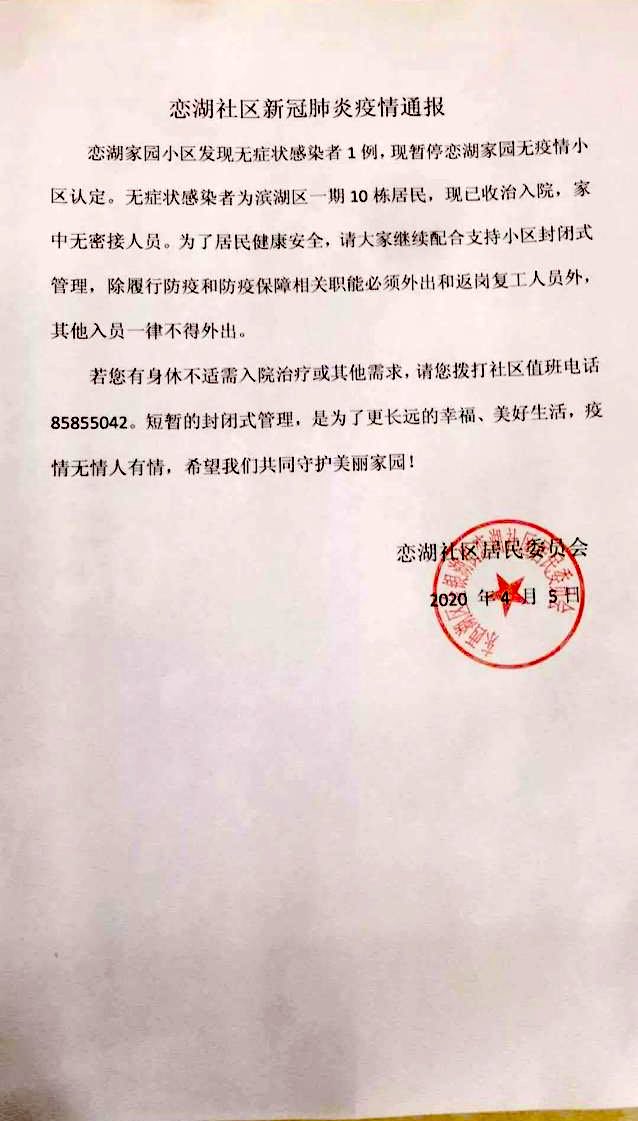 恋湖社区新冠肺炎疫情通报
恋湖家园小区发现无症状感染者 1 例，现暂停恋湖家园无疫情小
区认定。无症状感染者为滨湖区一期 10 栋居民，现已收治入院，家
中无密接人员。为了居民健康安全，请大家继续配合支持小区封闭式
管理，除履行防疫和防疫保障相关职能必须外出和返岗复工人员外，
其他入员一律不得外出。
若您有身休不适需入院治疗或其他需求，请您拨打社区值班电话
85855042。短暂的封闭式管理，是为了更长远的幸福、美好生活，疫
情无情人有情，希望我们共同守护美丽家园！
恋湖社区居民委员会
2020 年 4 月 5 日
东西湖区 恋湖社区居民委员会